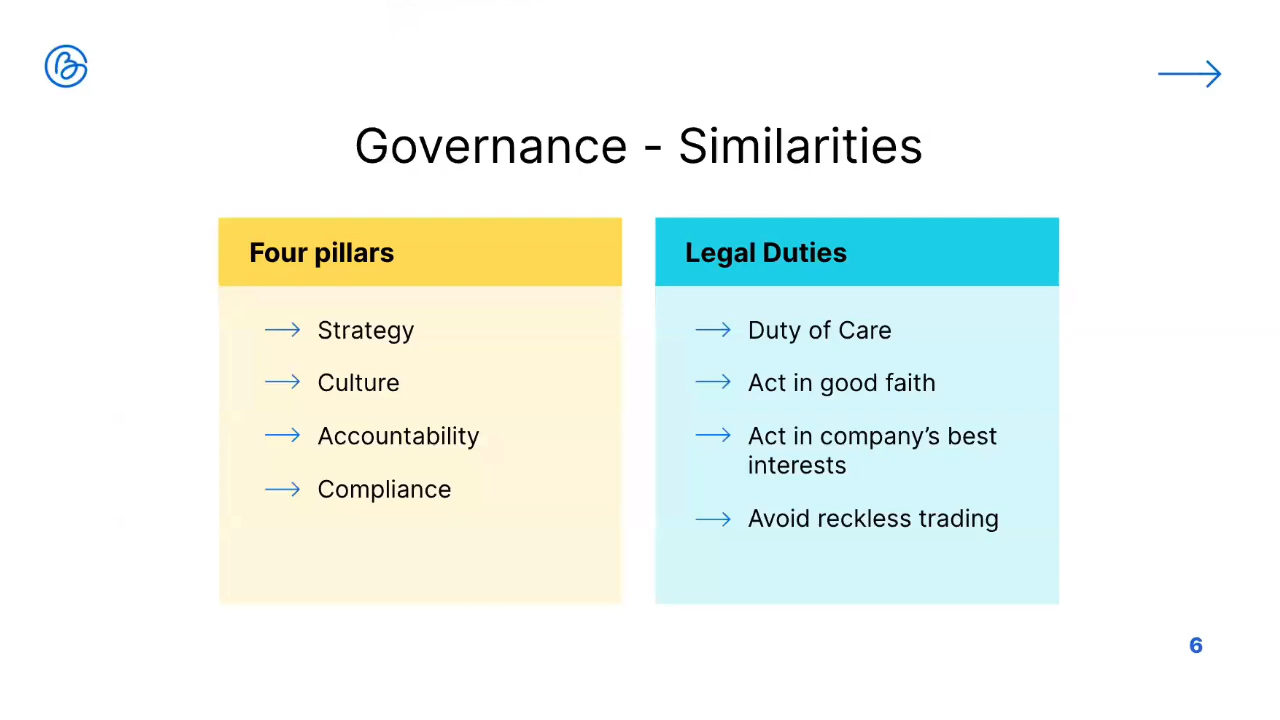 Governance - Similarities
Four pillars
Strategy
Culture
Accountability
Compliance
Legal Duties
Duty of Care
Act in good faith
Act in company’s best
interests
Avoid reckless trading
6